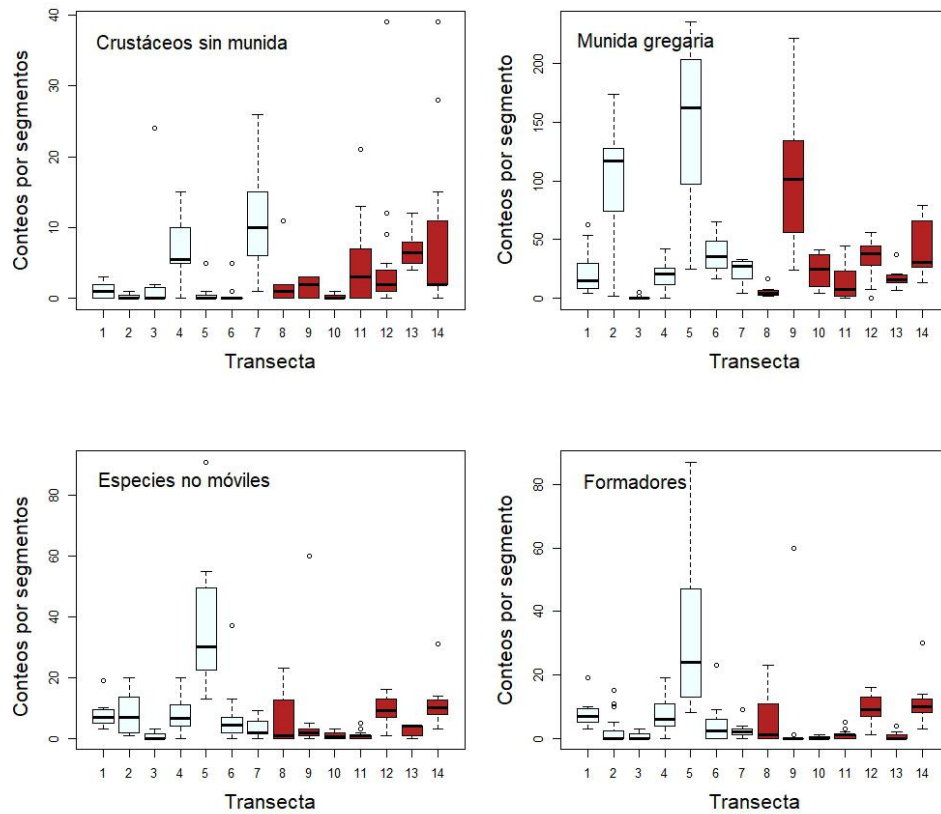 Crustáceos sin munida
Conteos por segmentos
0 10 20 30 40
1 2 3 4 5 6 7 8 9 10 11 12 13 14
Transecta
Munida gregaria
Conteos por segmento
0 50 100 150 200
1 2 3 4 5 6 7 8 9 10 11 12 13 14
Transecta
Especies no móviles
Conteos por segmentos
0 20 40 60 80
1 2 3 4 5 6 7 8 9 10 11 12 13 14
Transecta
Formadores
Conteos por segmento
0 20 40 60 80
1 2 3 4 5 6 7 8 9 10 11 12 13 14
Transecta